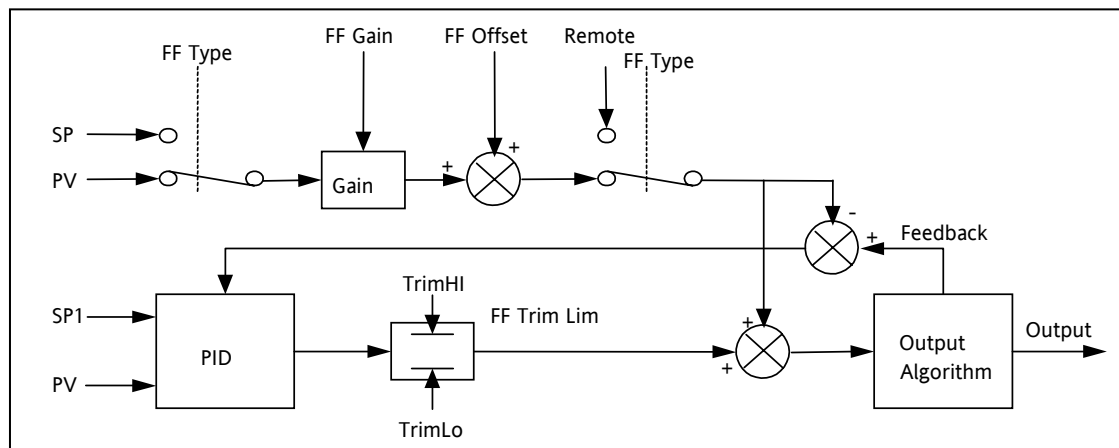 FF Gain
FF Offset
Remote
FF Type
FF Type
SP
+
PV
+
Gain
-
+
Feedback
TrimHI
SP1
FF Trim Lim
+
Output
PID
Output
Algorithm
+
PV
TrimLo